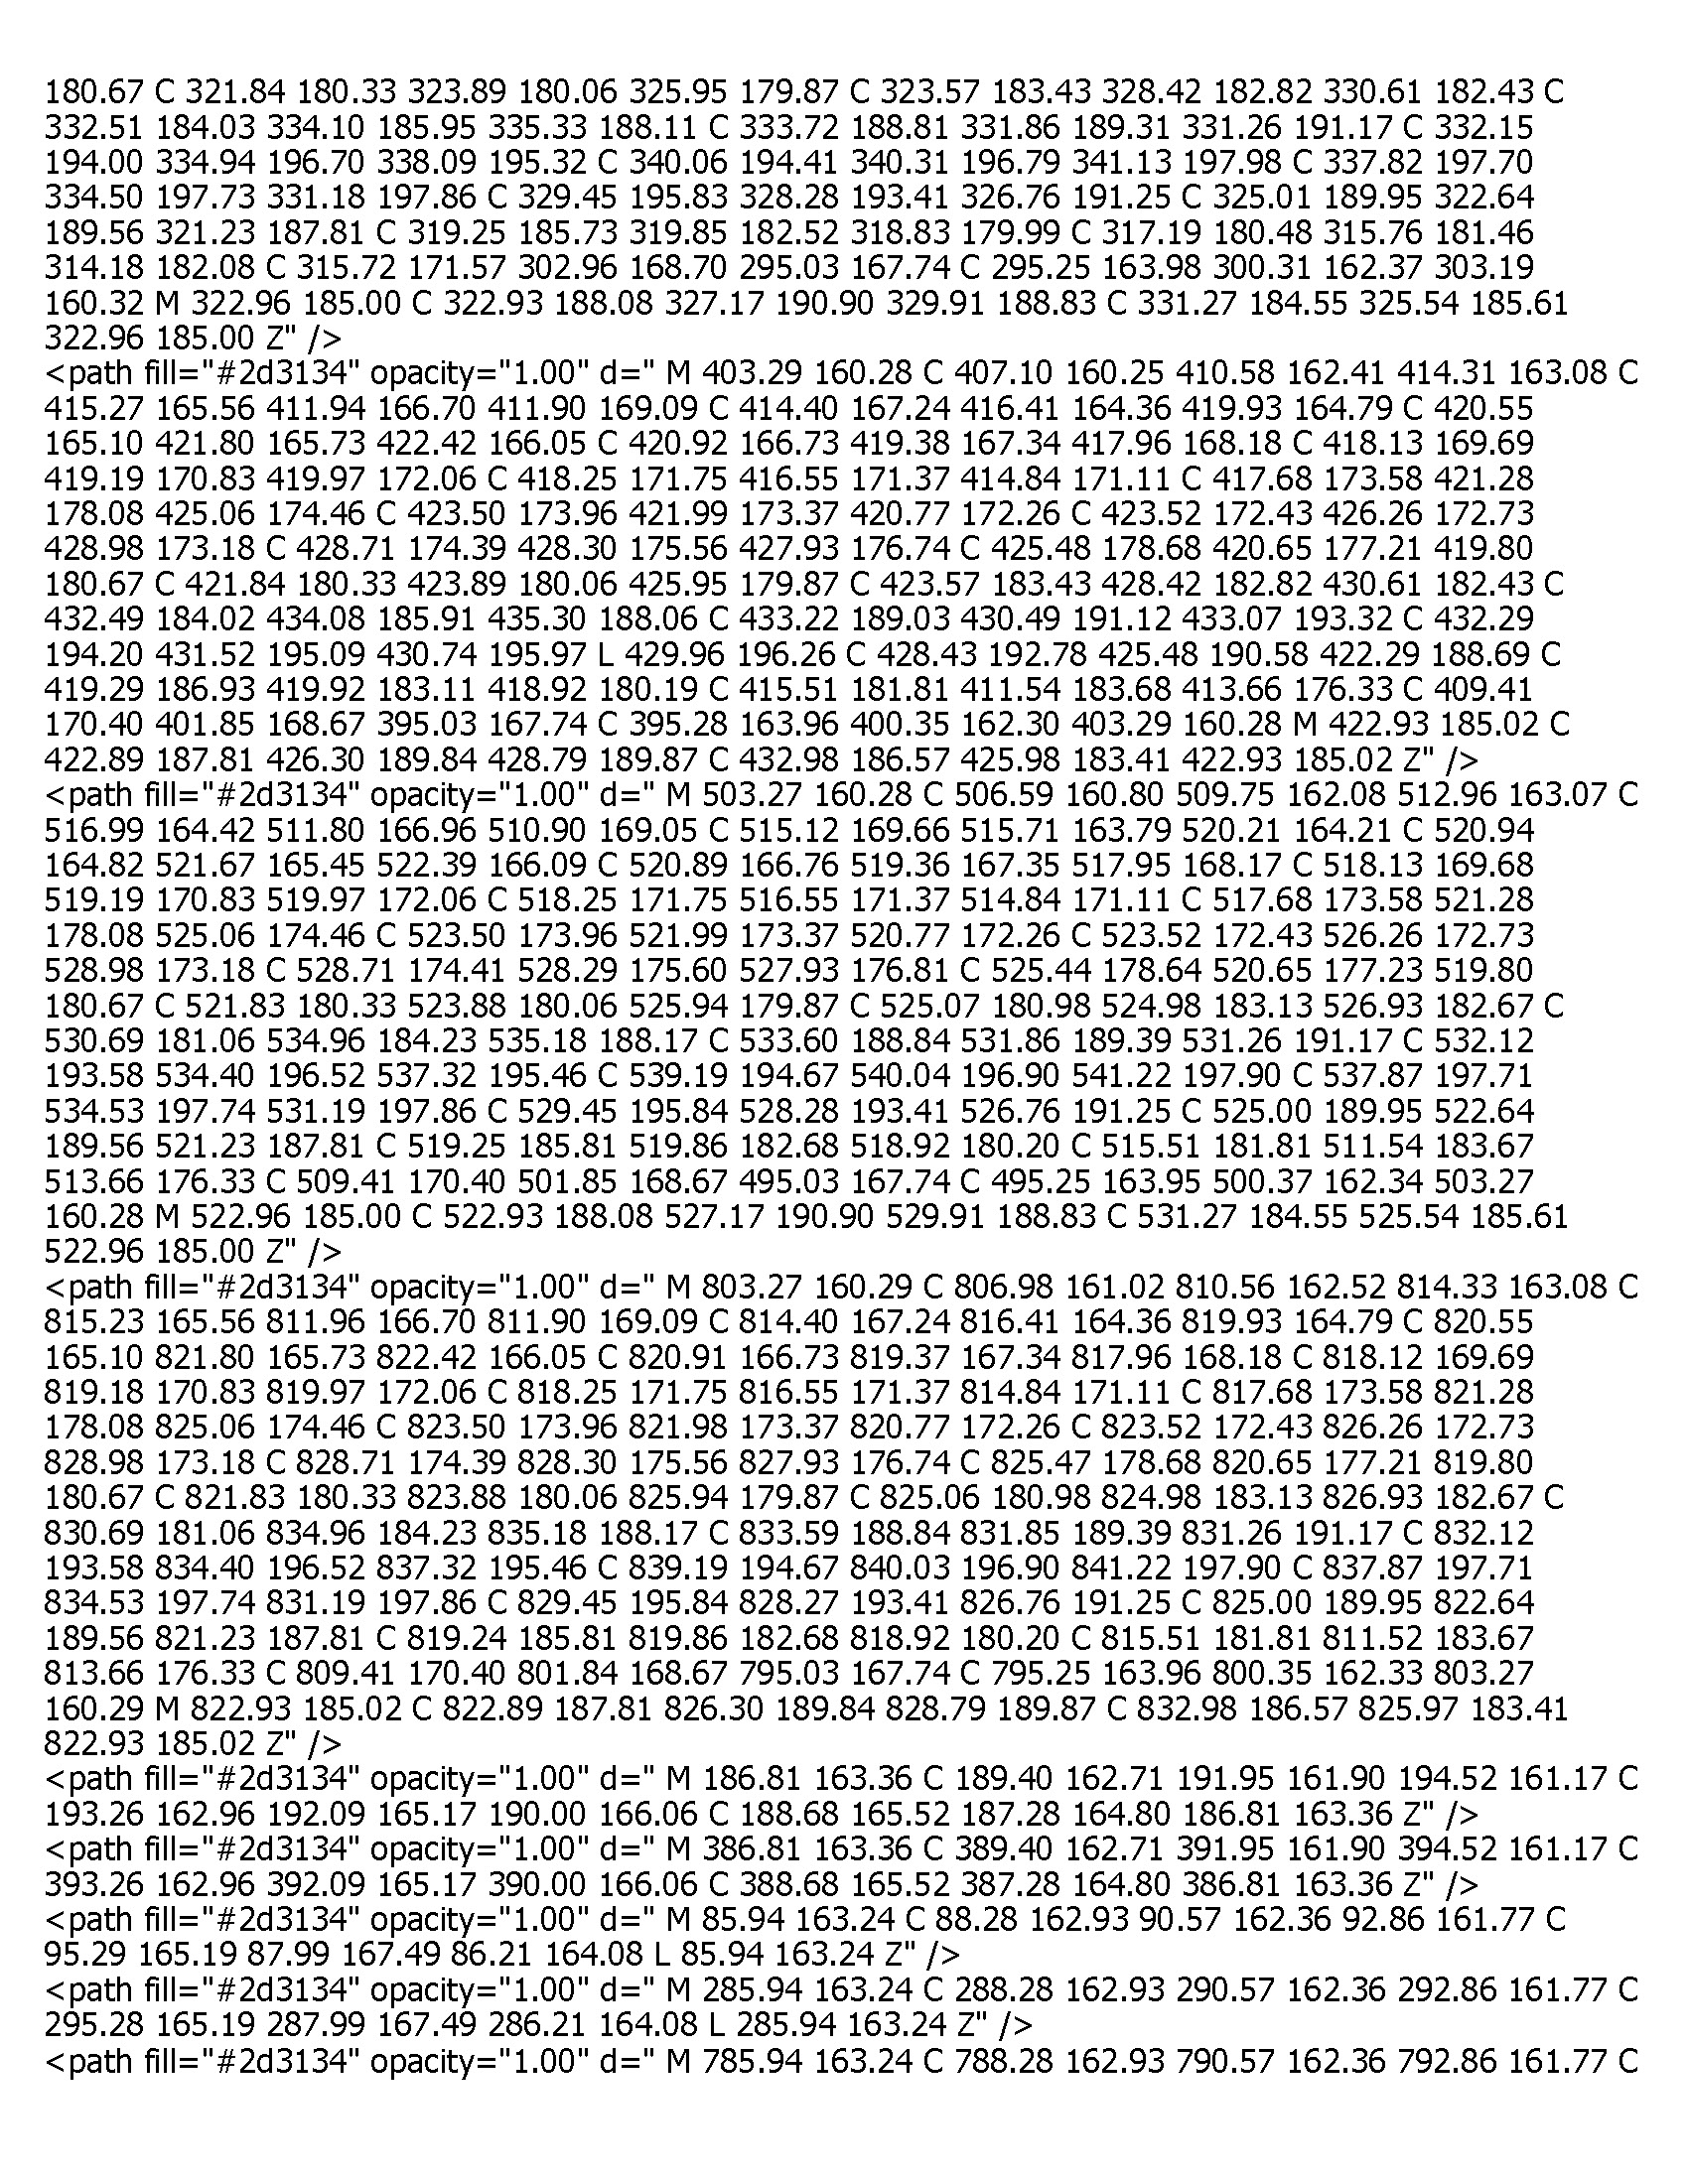 180.67 C 321.84 180.33 323.89 180.06 325.95 179.87 C 323.57 183.43 328.42 182.82 330.61 182.43 C
332.51 184.03 334.10 185.95 335.33 188.11 C 333.72 188.81 331.86 189.31 331.26 191.17 C 332.15
194.00 334.94 196.70 338.09 195.32 C 340.06 194.41 340.31 196.79 341.13 197.98 C 337.82 197.70
334.50 197.73 331.18 197.86 C 329.45 195.83 328.28 193.41 326.76 191.25 C 325.01 189.95 322.64
189.56 321.23 187.81 C 319.25 185.73 319.85 182.52 318.83 179.99 C 317.19 180.48 315.76 181.46
314.18 182.08 C 315.72 171.57 302.96 168.70 295.03 167.74 C 295.25 163.98 300.31 162.37 303.19
160.32 M 322.96 185.00 C 322.93 188.08 327.17 190.90 329.91 188.83 C 331.27 184.55 325.54 185.61
322.96 185.00 Z" />
<path fill="#2d3134" opacity="1.00" d=" M 403.29 160.28 C 407.10 160.25 410.58 162.41 414.31 163.08 C
415.27 165.56 411.94 166.70 411.90 169.09 C 414.40 167.24 416.41 164.36 419.93 164.79 C 420.55
165.10 421.80 165.73 422.42 166.05 C 420.92 166.73 419.38 167.34 417.96 168.18 C 418.13 169.69
419.19 170.83 419.97 172.06 C 418.25 171.75 416.55 171.37 414.84 171.11 C 417.68 173.58 421.28
178.08 425.06 174.46 C 423.50 173.96 421.99 173.37 420.77 172.26 C 423.52 172.43 426.26 172.73
428.98 173.18 C 428.71 174.39 428.30 175.56 427.93 176.74 C 425.48 178.68 420.65 177.21 419.80
180.67 C 421.84 180.33 423.89 180.06 425.95 179.87 C 423.57 183.43 428.42 182.82 430.61 182.43 C
432.49 184.02 434.08 185.91 435.30 188.06 C 433.22 189.03 430.49 191.12 433.07 193.32 C 432.29
194.20 431.52 195.09 430.74 195.97 L 429.96 196.26 C 428.43 192.78 425.48 190.58 422.29 188.69 C
419.29 186.93 419.92 183.11 418.92 180.19 C 415.51 181.81 411.54 183.68 413.66 176.33 C 409.41
170.40 401.85 168.67 395.03 167.74 C 395.28 163.96 400.35 162.30 403.29 160.28 M 422.93 185.02 C
422.89 187.81 426.30 189.84 428.79 189.87 C 432.98 186.57 425.98 183.41 422.93 185.02 Z" />
<path fill="#2d3134" opacity="1.00" d=" M 503.27 160.28 C 506.59 160.80 509.75 162.08 512.96 163.07 C
516.99 164.42 511.80 166.96 510.90 169.05 C 515.12 169.66 515.71 163.79 520.21 164.21 C 520.94
164.82 521.67 165.45 522.39 166.09 C 520.89 166.76 519.36 167.35 517.95 168.17 C 518.13 169.68
519.19 170.83 519.97 172.06 C 518.25 171.75 516.55 171.37 514.84 171.11 C 517.68 173.58 521.28
178.08 525.06 174.46 C 523.50 173.96 521.99 173.37 520.77 172.26 C 523.52 172.43 526.26 172.73
528.98 173.18 C 528.71 174.41 528.29 175.60 527.93 176.81 C 525.44 178.64 520.65 177.23 519.80
180.67 C 521.83 180.33 523.88 180.06 525.94 179.87 C 525.07 180.98 524.98 183.13 526.93 182.67 C
530.69 181.06 534.96 184.23 535.18 188.17 C 533.60 188.84 531.86 189.39 531.26 191.17 C 532.12
193.58 534.40 196.52 537.32 195.46 C 539.19 194.67 540.04 196.90 541.22 197.90 C 537.87 197.71
534.53 197.74 531.19 197.86 C 529.45 195.84 528.28 193.41 526.76 191.25 C 525.00 189.95 522.64
189.56 521.23 187.81 C 519.25 185.81 519.86 182.68 518.92 180.20 C 515.51 181.81 511.54 183.67
513.66 176.33 C 509.41 170.40 501.85 168.67 495.03 167.74 C 495.25 163.95 500.37 162.34 503.27
160.28 M 522.96 185.00 C 522.93 188.08 527.17 190.90 529.91 188.83 C 531.27 184.55 525.54 185.61
522.96 185.00 Z" />
<path fill="#2d3134" opacity="1.00" d=" M 803.27 160.29 C 806.98 161.02 810.56 162.52 814.33 163.08 C
815.23 165.56 811.96 166.70 811.90 169.09 C 814.40 167.24 816.41 164.36 819.93 164.79 C 820.55
165.10 821.80 165.73 822.42 166.05 C 820.91 166.73 819.37 167.34 817.96 168.18 C 818.12 169.69
819.18 170.83 819.97 172.06 C 818.25 171.75 816.55 171.37 814.84 171.11 C 817.68 173.58 821.28
178.08 825.06 174.46 C 823.50 173.96 821.98 173.37 820.77 172.26 C 823.52 172.43 826.26 172.73
828.98 173.18 C 828.71 174.39 828.30 175.56 827.93 176.74 C 825.47 178.68 820.65 177.21 819.80
180.67 C 821.83 180.33 823.88 180.06 825.94 179.87 C 825.06 180.98 824.98 183.13 826.93 182.67 C
830.69 181.06 834.96 184.23 835.18 188.17 C 833.59 188.84 831.85 189.39 831.26 191.17 C 832.12
193.58 834.40 196.52 837.32 195.46 C 839.19 194.67 840.03 196.90 841.22 197.90 C 837.87 197.71
834.53 197.74 831.19 197.86 C 829.45 195.84 828.27 193.41 826.76 191.25 C 825.00 189.95 822.64
189.56 821.23 187.81 C 819.24 185.81 819.86 182.68 818.92 180.20 C 815.51 181.81 811.52 183.67
813.66 176.33 C 809.41 170.40 801.84 168.67 795.03 167.74 C 795.25 163.96 800.35 162.33 803.27
160.29 M 822.93 185.02 C 822.89 187.81 826.30 189.84 828.79 189.87 C 832.98 186.57 825.97 183.41
822.93 185.02 Z" />
<path fill="#2d3134" opacity="1.00" d=" M 186.81 163.36 C 189.40 162.71 191.95 161.90 194.52 161.17 C
193.26 162.96 192.09 165.17 190.00 166.06 C 188.68 165.52 187.28 164.80 186.81 163.36 Z" />
<path fill="#2d3134" opacity="1.00" d=" M 386.81 163.36 C 389.40 162.71 391.95 161.90 394.52 161.17 C
393.26 162.96 392.09 165.17 390.00 166.06 C 388.68 165.52 387.28 164.80 386.81 163.36 Z" />
<path fill="#2d3134" opacity="1.00" d=" M 85.94 163.24 C 88.28 162.93 90.57 162.36 92.86 161.77 C
95.29 165.19 87.99 167.49 86.21 164.08 L 85.94 163.24 Z" />
<path fill="#2d3134" opacity="1.00" d=" M 285.94 163.24 C 288.28 162.93 290.57 162.36 292.86 161.77 C
295.28 165.19 287.99 167.49 286.21 164.08 L 285.94 163.24 Z" />
<path fill="#2d3134" opacity="1.00" d=" M 785.94 163.24 C 788.28 162.93 790.57 162.36 792.86 161.77 C